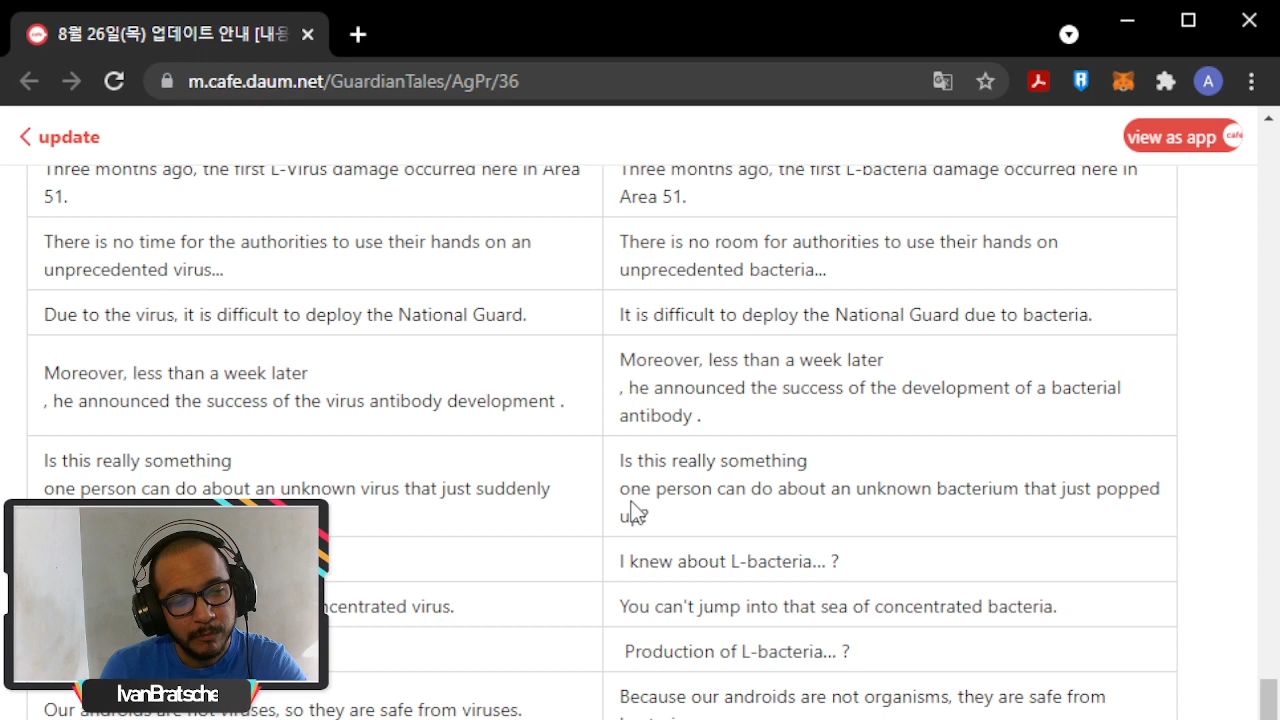 8월 26일(목) 업데이트 안내 [내용
m.cafe.daum.net/GuardianTales/AgPr/36
A
update
view as app
cafe
Three months ago, the first L-Virus damage occurred here in Area
51.
Three months ago, the first L-bacteria damage occurred here in
Area 51.
There is no time for the authorities to use their hands on an
unprecedented virus...
There is no room for authorities to use their hands on
unprecedented bacteria...
Due to the virus, it is difficult to deploy the National Guard.
It is difficult to deploy the National Guard due to bacteria.
Moreover, less than a week later
, he announced the success of the virus antibody development .
Moreover, less than a week later
, he announced the success of the development of a bacterial
antibody .
Is this really something
one person can do about an unknown virus that just suddenly
Is this really something
one person can do about an unknown bacterium that just popped
up?
I knew about L-bacteria... ?
ncentrated virus.
You can't jump into that sea of concentrated bacteria.
Production of L-bacteria... ?
Our androids are not viruses, so they are safe from viruses.
Because our androids are not organisms, they are safe from
IvanBratsche